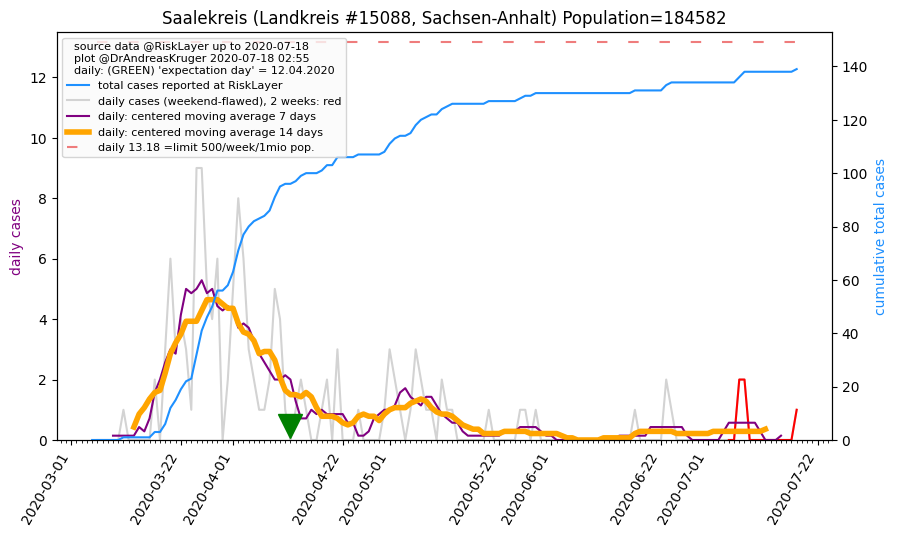 Saalekreis (Landkreis #15088, Sachsen-Anhalt) Population=184582
source data @RiskLayer up to 2020-07-18
plot @DrAndreasKruger 2020-07-18 02:55
daily: (GREEN) 'expectation day' = 12.04.2020
total cases reported at RiskLayer
daily cases (weekend-flawed), 2 weeks: red
daily: centered moving average 7 days
daily: centered moving average 14 days
daily 13.18 =limit 500/week/1mio pop.
daily cases
12
10
8
6
4
2
0
140
120
100
80
60
40
20
0
cumulative total cases
2020-03-01
2020-03-22
2020-04-01
2020-04-22
2020-05-01
2020-05-22
2020-06-01
2020-06-22
2020-07-01
2020-07-22